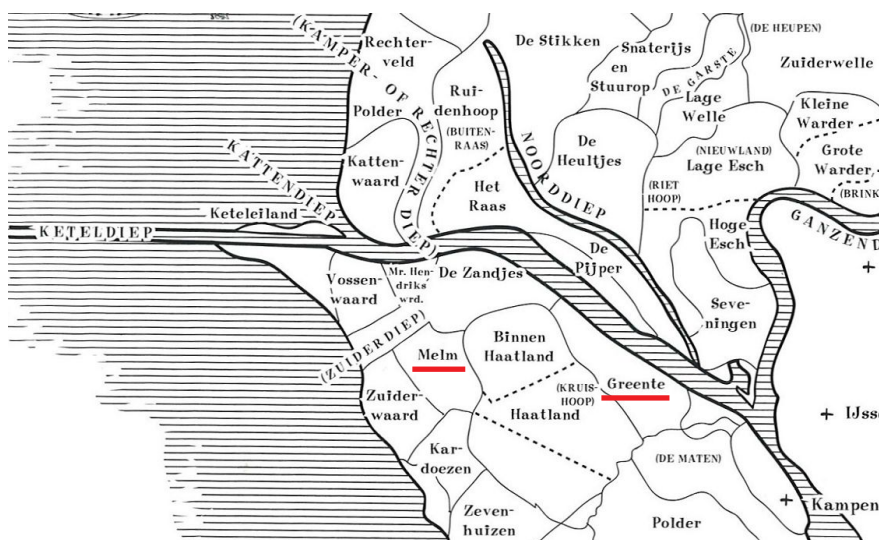 (KAMPER- OF RECHTER DIEP)
Rechter-
veld
Polder
De Stikken
Snaterijs
en
Stuurop
DE GARSTE
(DE HEUPEN)
Zuiderwelle
Rui-
denhoop
(BUITEN-
RAAS)
Lage
Welle
Kleine
Warder
KATTENDIEP
Katten-
waard
Het
Raas
NOORDDIEP
De
Heultjes
(NIEUWLAND)
Lage Esch
Grote
Warder
(RIET
HOOP)
(BRINK
Keteleiland
KETELDIEP
Hoge
Esch
GANZEND
De
Pijper
Vossen-
waard
Mr. Hen-
driks
wrd.
De Zandjes
Seve-
ningen
(ZUIDERDIEP)
Melm
Binnen
Haatland
(KRUIS-
HOOP)
Greente
Zuider-
waard
Haatland
IJsse
Kar-
doezen
(DE MATEN)
Zeven-
huizen
Polder
Kampen